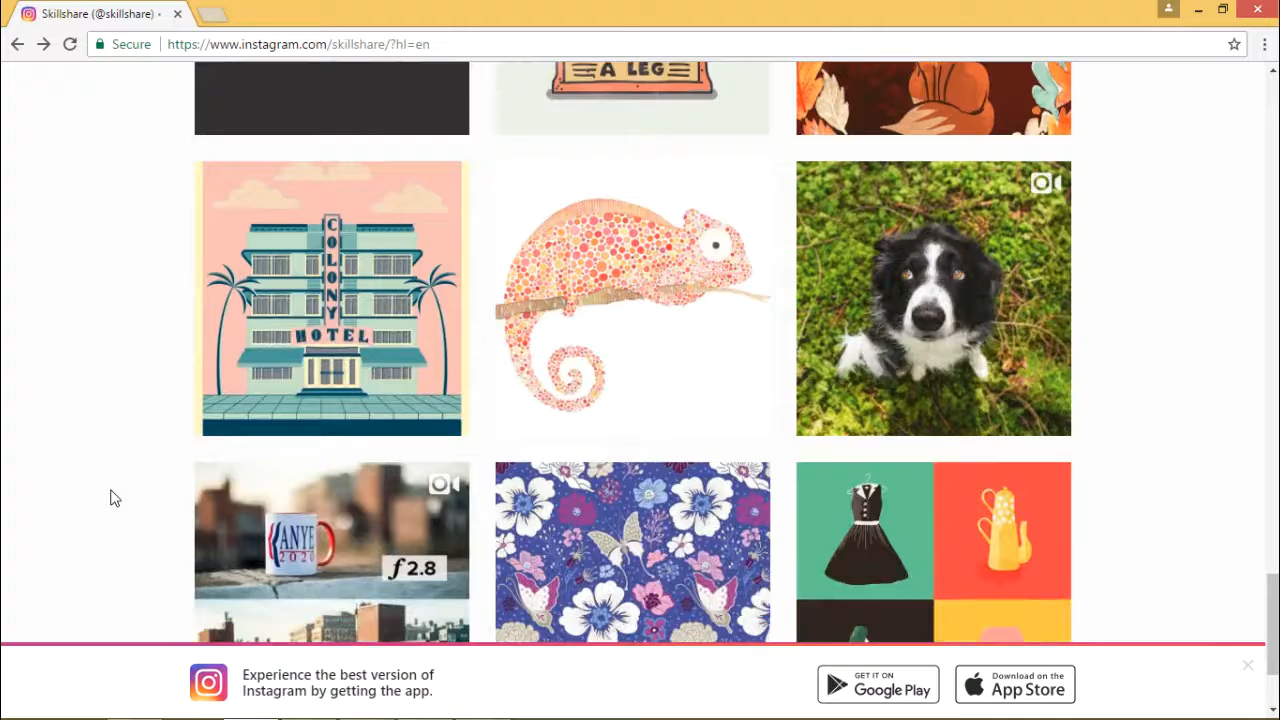 Skillshare (@skillshare) •
Secure
https://www.instagram.com/skillshare/?hl=en
A LEG
COLONY
HOTEL
ANYE
2020
ƒ2.8
Experience the best version of
Instagram by getting the app.
GET IT ON
Google Play
Download on the
App Store